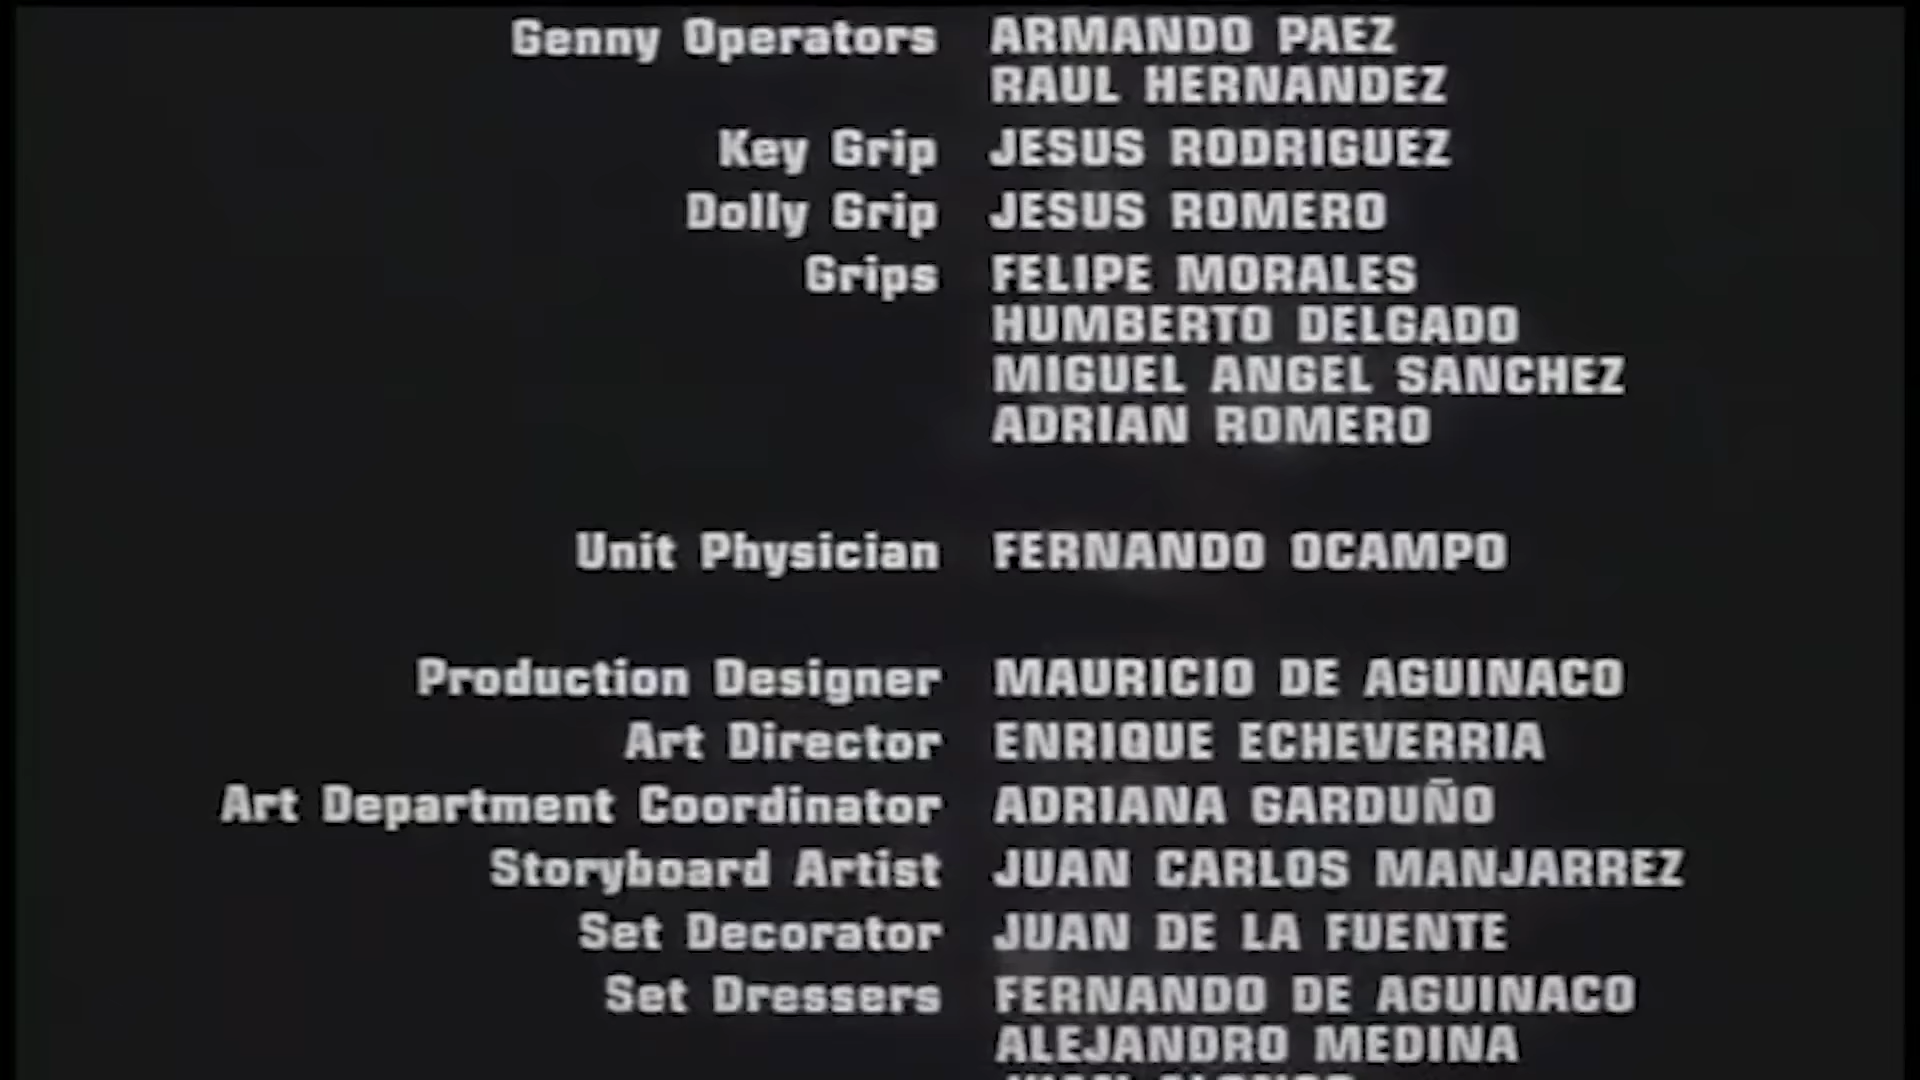 Genny Operators ARMANDO PAEZ
RAUL HERNANDEZ
Key Grip JESUS RODRIGUEZ
Dolly Grip JESUS ROMERO
Grips FELIPE MORALES
HUMBERTO DELGADO
MIGUEL ANGEL SANCHEZ
ADRIAN ROMERO
Unit Physician FERNANDO OCAMPO
Production Designer MAURICIO DE AGUINACO
Art Director ENRIQUE ECHEVERRIA
Art Department Coordinator ADRIANA GARDUÑO
Storyboard Artist JUAN CARLOS MANJARREZ
Set Decorator JUAN DE LA FUENTE
Set Dressers FERNANDO DE AGUINACO
ALEJANDRO MEDINA